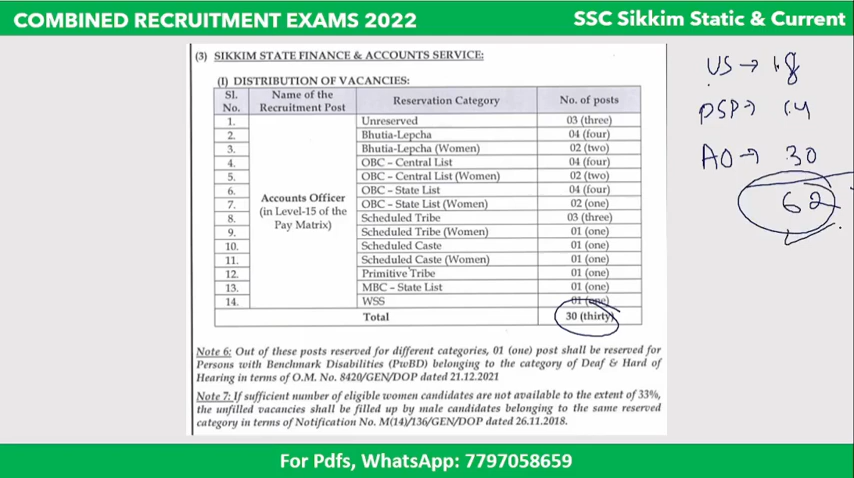 COMBINED RECRUITMENT EXAMS 2022
SSC Sikkim Static & Current
(3) SIKKIM STATE FINANCE & ACCOUNTS SERVICE:
(I) DISTRIBUTION OF VACANCIES:
Sl. No. Name of the Recruitment Post Reservation Category No. of posts
Accounts Officer
(in Level-15 of the
Pay Matrix)
1. Unreserved 03 (three)
2. Bhutia-Lepcha 04 (four)
3. Bhutia-Lepcha (Women) 02 (two)
4. OBC – Central List 04 (four)
5. OBC – Central List (Women) 02 (two)
6. OBC – State List 04 (four)
7. OBC – State List (Women) 02 (one)
8. Scheduled Tribe 03 (three)
9. Scheduled Tribe (Women) 01 (one)
10. Scheduled Caste 01 (one)
11. Scheduled Caste (Women) 01 (one)
12. Primitive Tribe 01 (one)
13. MBC – State List 01 (one)
14. WSS 01 (one)
Total 30 (thirty)
Note 6: Out of these posts reserved for different categories, 01 (one) post shall be reserved for
Persons with Benchmark Disabilities (PwBD) belonging to the category of Deaf & Hard of
Hearing in terms of O.M. No. 8420/GEN/DOP dated 21.12.2021
Note 7: If sufficient number of eligible women candidates are not available to the extent of 33%,
the unfilled vacancies shall be filled up by male candidates belonging to the same reserved
category in terms of Notification No. M(14)/136/GEN/DOP dated 26.11.2018.
US → 18
DSP → 14
AO → 30
62
For Pdfs, WhatsApp: 7797058659